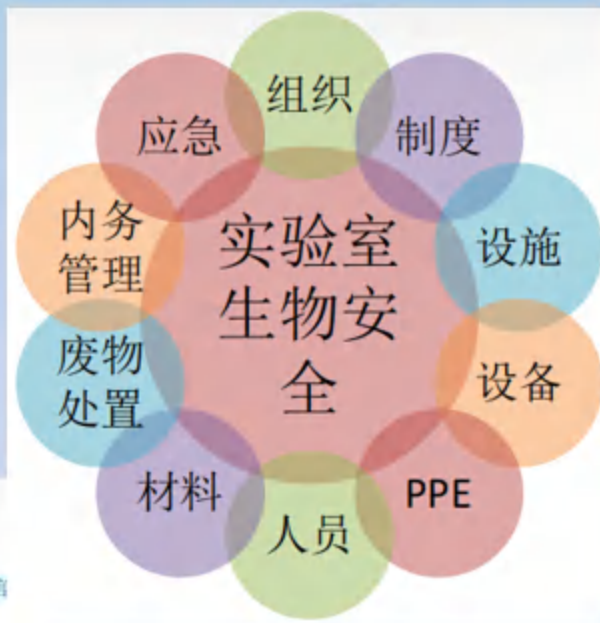 组织
制度
设施
设备
PPE
人员
材料
废物
处置
内务
管理
应急
实验室
生物安
全